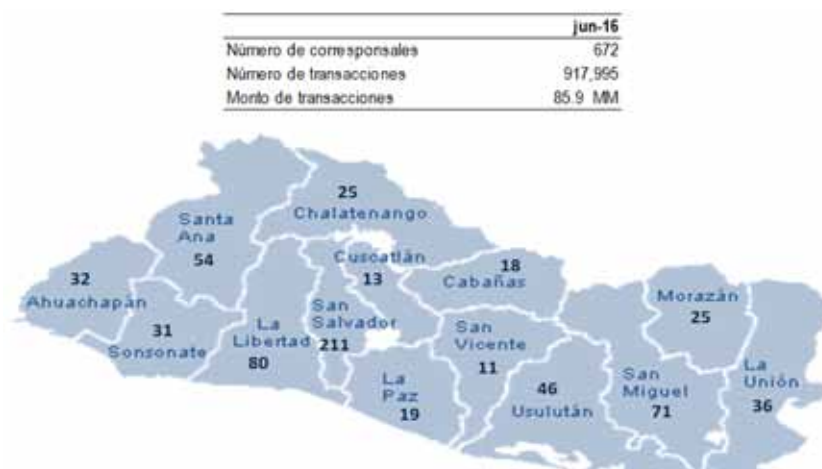 jun-16
Número de corresponsales 672
Número de transacciones 917,995
Monto de transacciones 85.9 MM
25
Chalatenango
Santa
Ana
54
Cuscatlán
13
18
Cabañas
32
Ahuachapán
Morazán
25
31
Sonsonate
La
Libertad
80
San
Salvador
211
San
Vicente
11
La
Unión
36
San
Miguel
71
La
Paz
19
46
Usulután